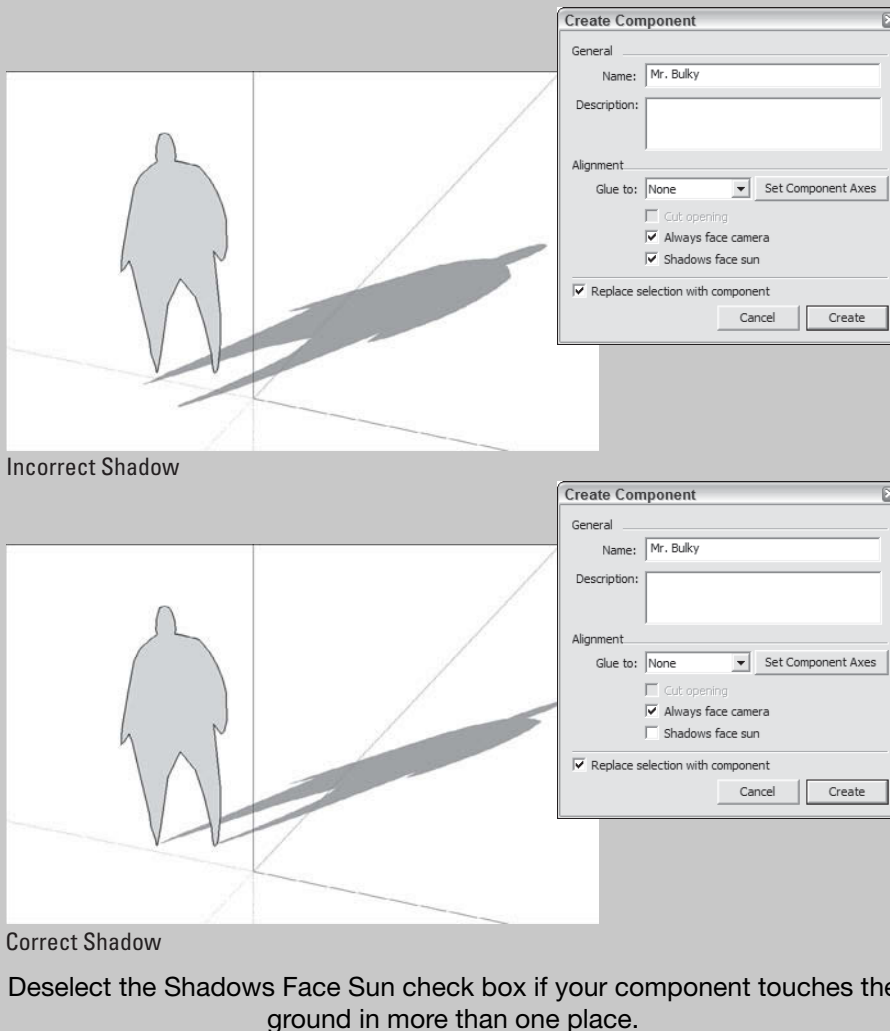 Create Component
General
Name: Mr. Bulky
Description:
Alignment
Glue to: None Set Component Axes
Cut opening
Always face camera
Shadows face sun
Replace selection with component
Cancel Create
Incorrect Shadow
Create Component
General
Name: Mr. Bulky
Description:
Alignment
Glue to: None Set Component Axes
Cut opening
Always face camera
Shadows face sun
Replace selection with component
Cancel Create
Correct Shadow
Deselect the Shadows Face Sun check box if your component touches the
ground in more than one place.